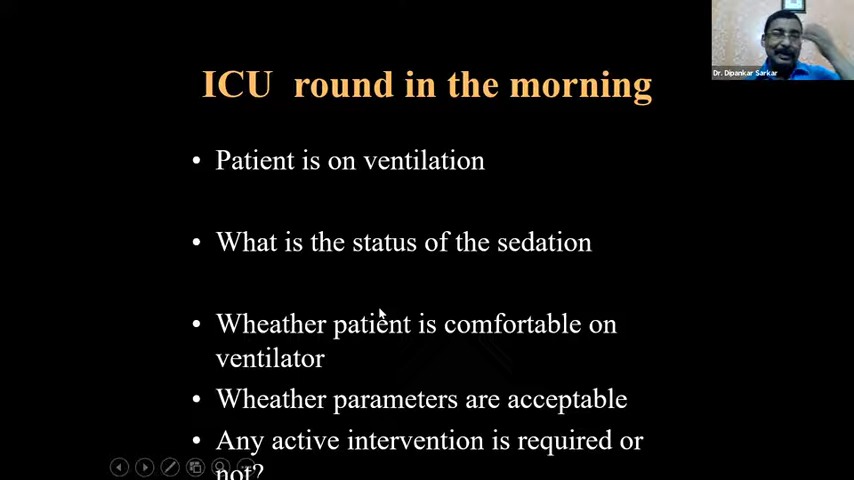 Dr. Dipankar Sarkar
ICU round in the morning
• Patient is on ventilation
• What is the status of the sedation
• Wheather patient is comfortable on
ventilator
• Wheather parameters are acceptable
• Any active intervention is required or
not?